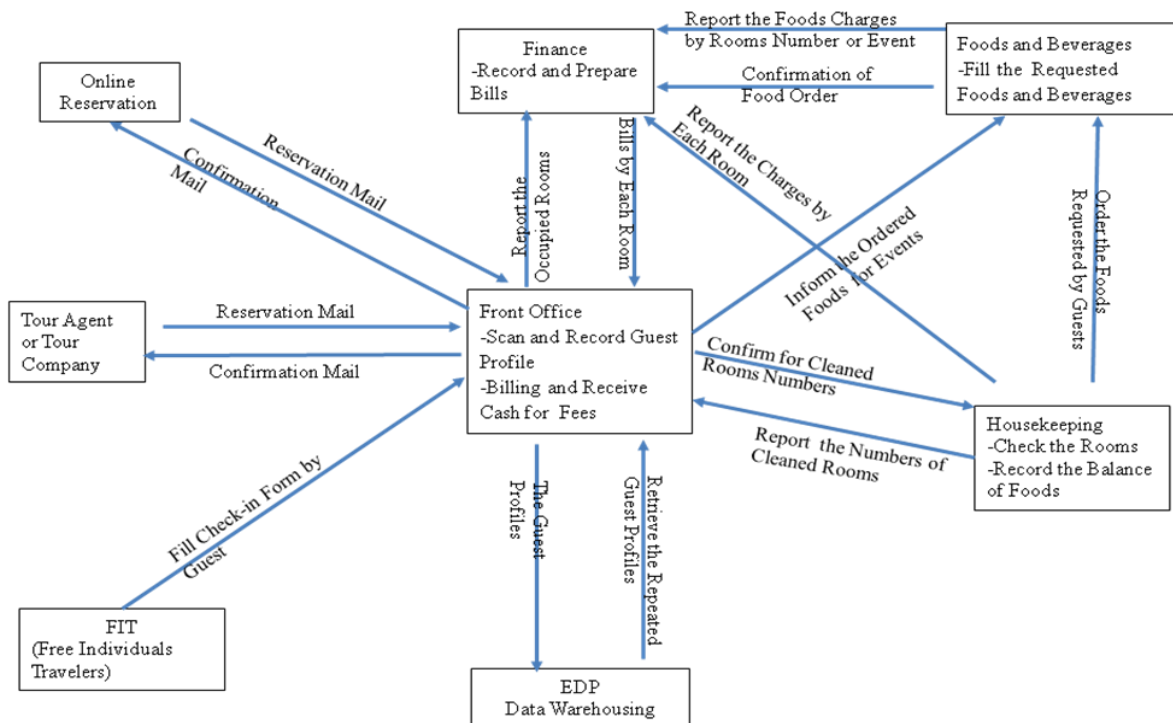 Report the Foods Charges
by Rooms Number or Event
Finance
-Record and Prepare
Bills
Foods and Beverages
-Fill the Requested
Foods and Beverages
Confirmation of
Food Order
Online
Reservation
Reservation Mail
Confirmation
Mail
Report the
Occupied Rooms
Bills by Each Room
Report the Charges by
Each Room
Inform the Ordered
Foods for Events
Order the Foods
Requested by Guests
Tour Agent
or Tour
Company
Reservation Mail
Confirmation Mail
Front Office
-Scan and Record Guest
Profile
-Billing and Receive
Cash for Fees
Confirm for Cleaned
Rooms Numbers
Report the Numbers of
Cleaned Rooms
Housekeeping
-Check the Rooms
-Record the Balance
of Foods
Fill Check-in Form by
Guest
The Guest
Profiles
Retrieve the Repeated
Guest Profiles
FIT
(Free Individuals
Travelers)
EDP
Data Warehousing